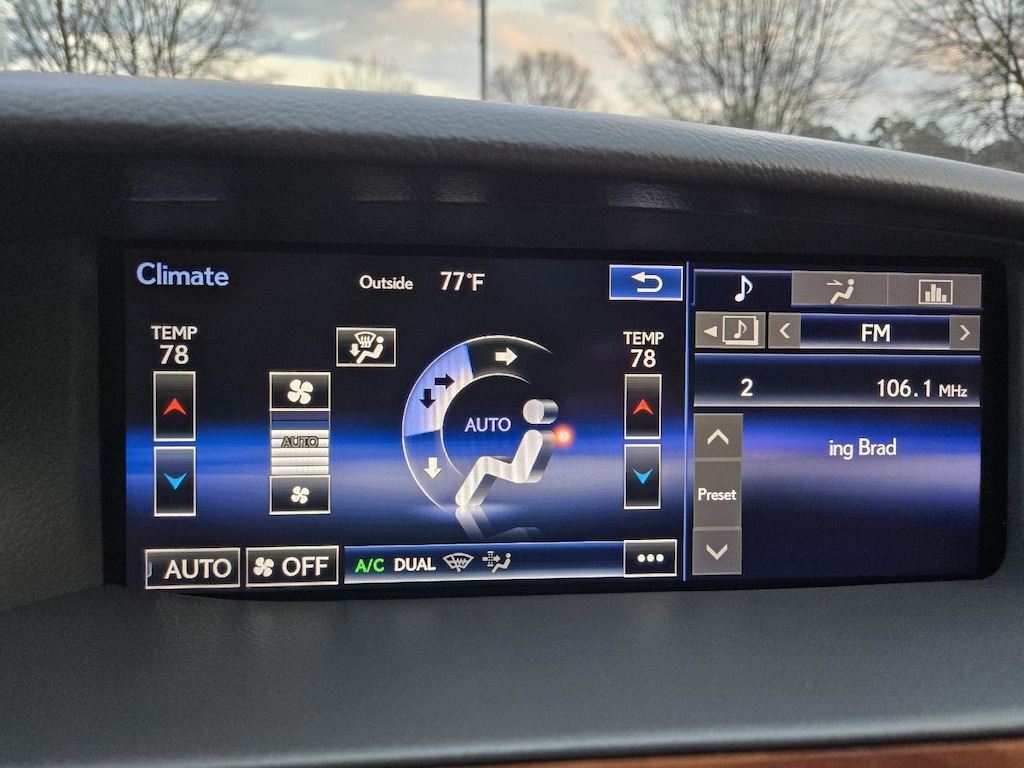 Climate
Outside 77°F
TEMP
78
AUTO
AUTO
TEMP
78
AUTO
OFF
A/C DUAL
•••
FM
2 106.1 MHz
ing Brad
Preset